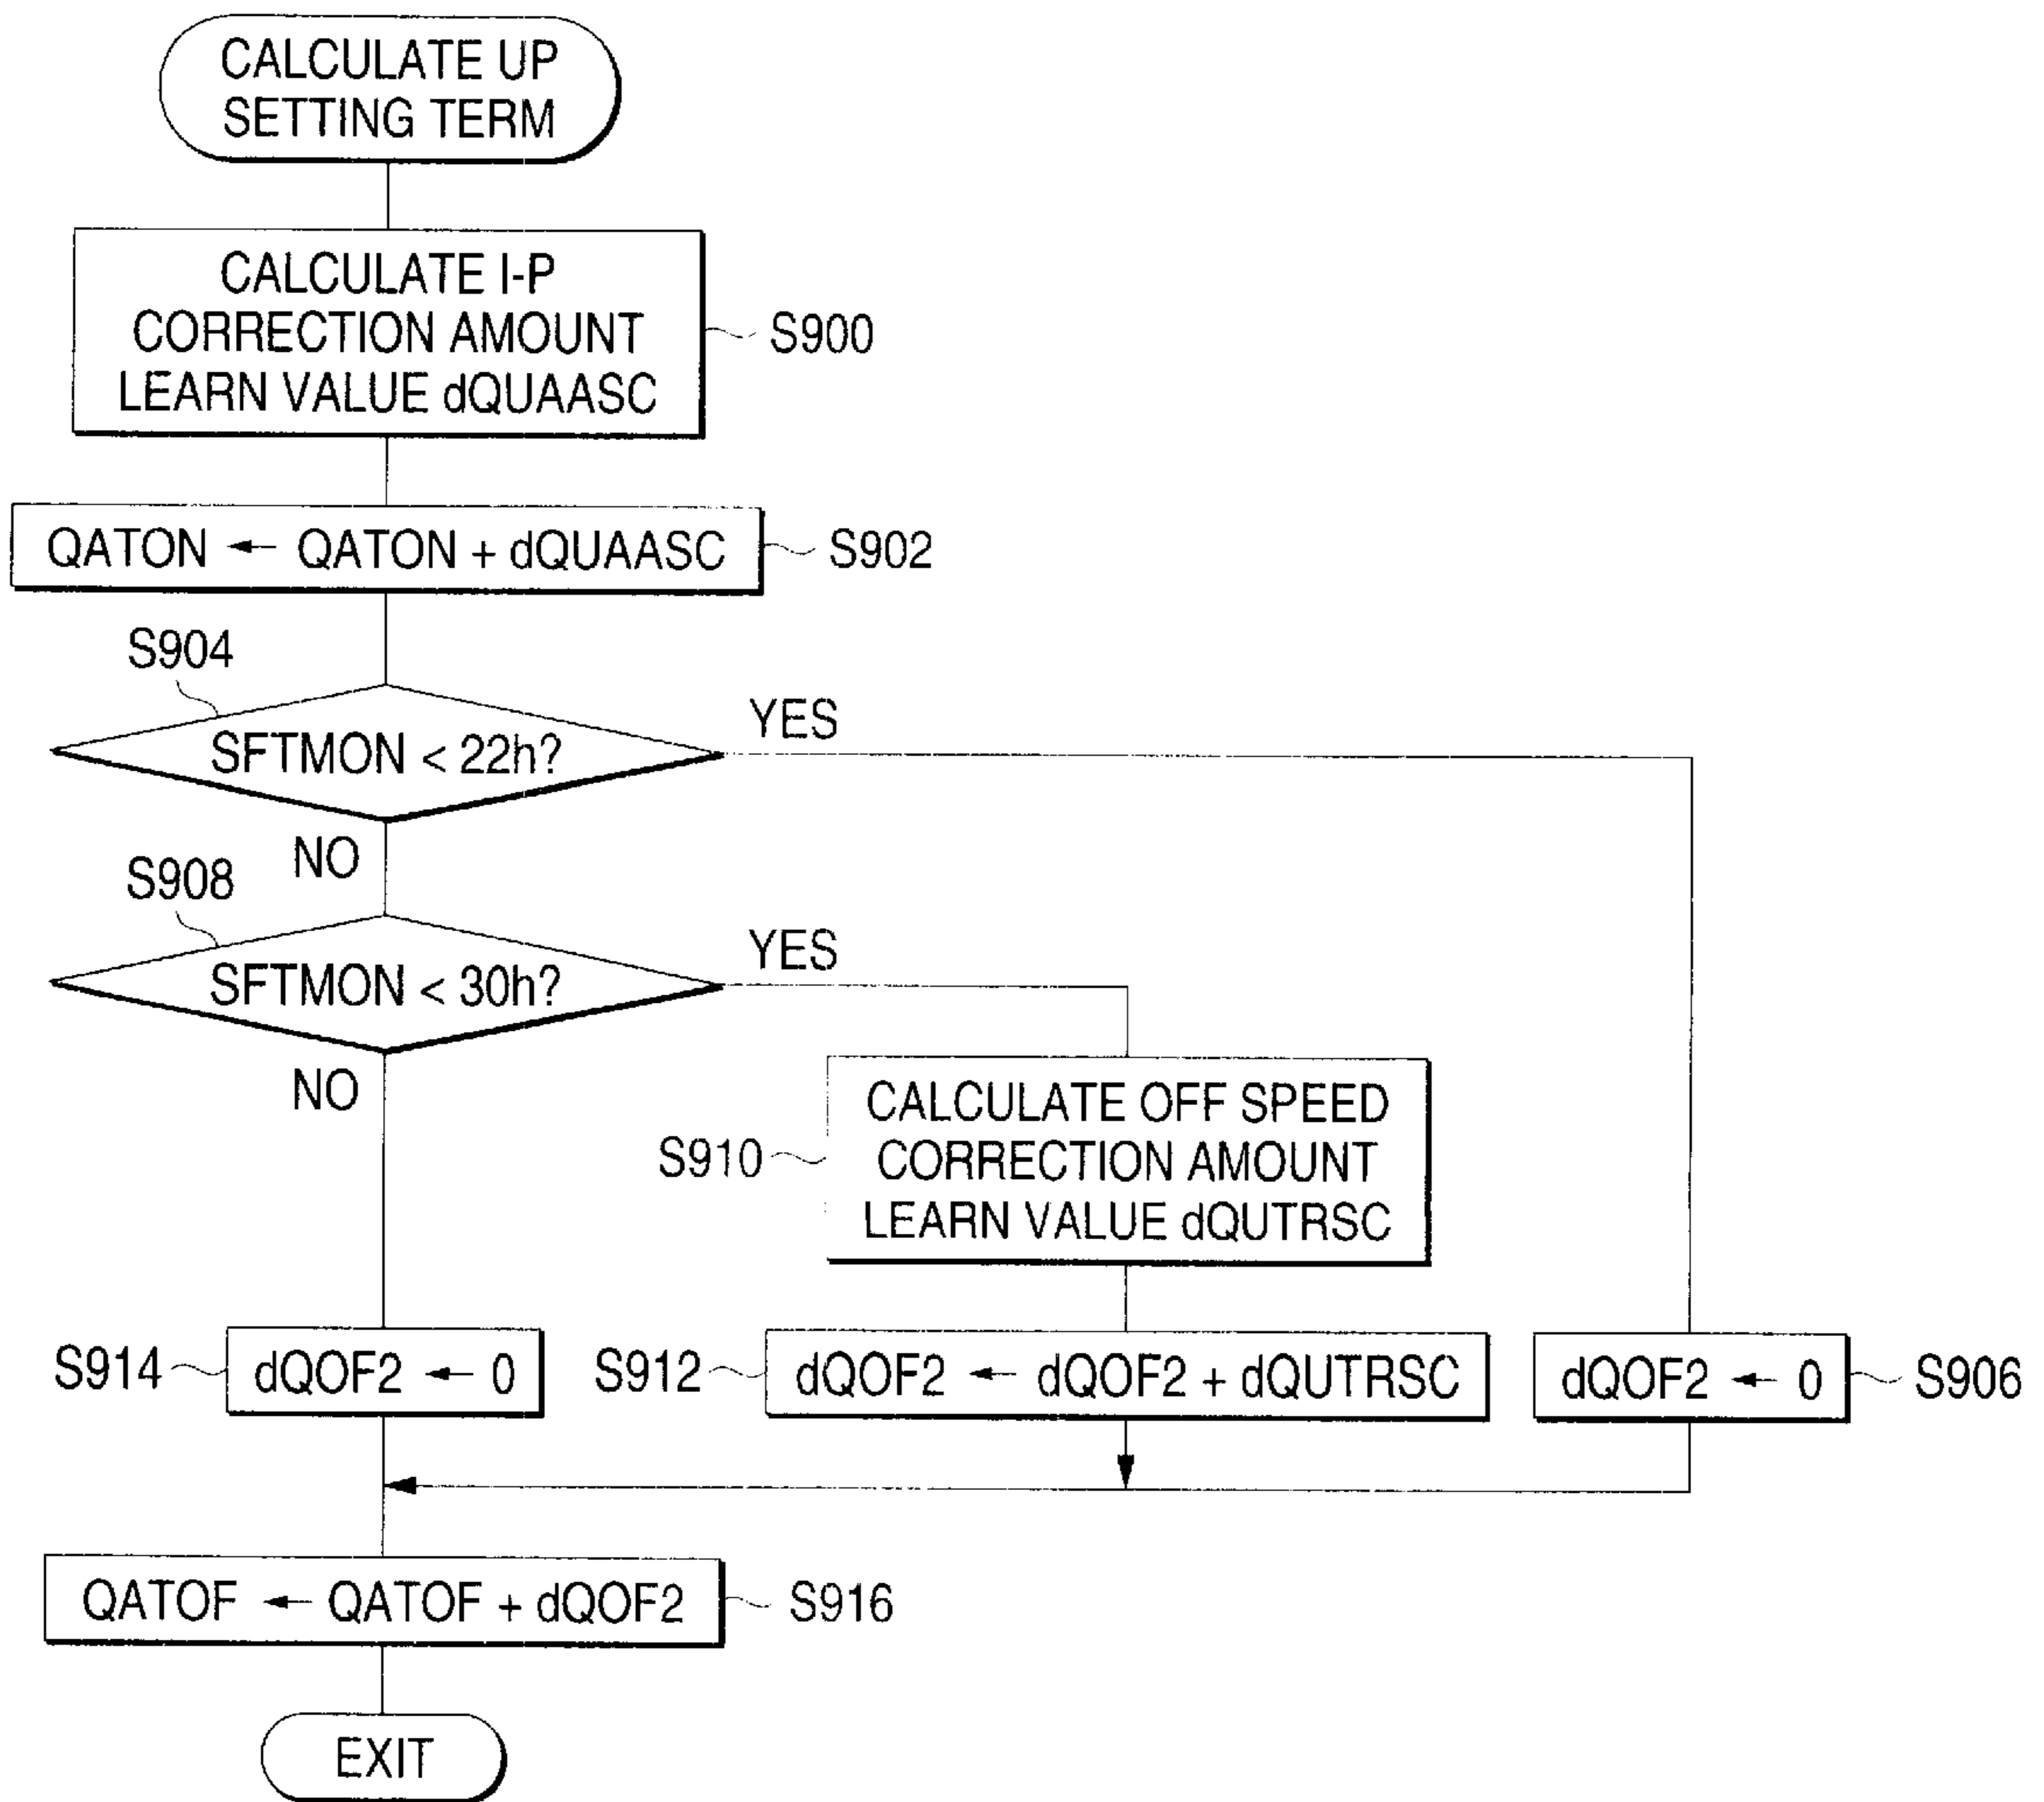 CALCULATE UP
SETTING TERM
CALCULATE I-P
CORRECTION AMOUNT
LEARN VALUE dQUAASC
S900
QATON ← QATON + dQUAASC
S902
S904
SFTMON < 22h?
YES
NO
S908
SFTMON < 30h?
YES
NO
CALCULATE OFF SPEED
CORRECTION AMOUNT
LEARN VALUE dQUTRSC
S910
S914
dQOF2 ← 0
S912
dQOF2 ← dQOF2 + dQUTRSC
dQOF2 ← 0
S906
QATOF ← QATOF + dQOF2
S916
EXIT